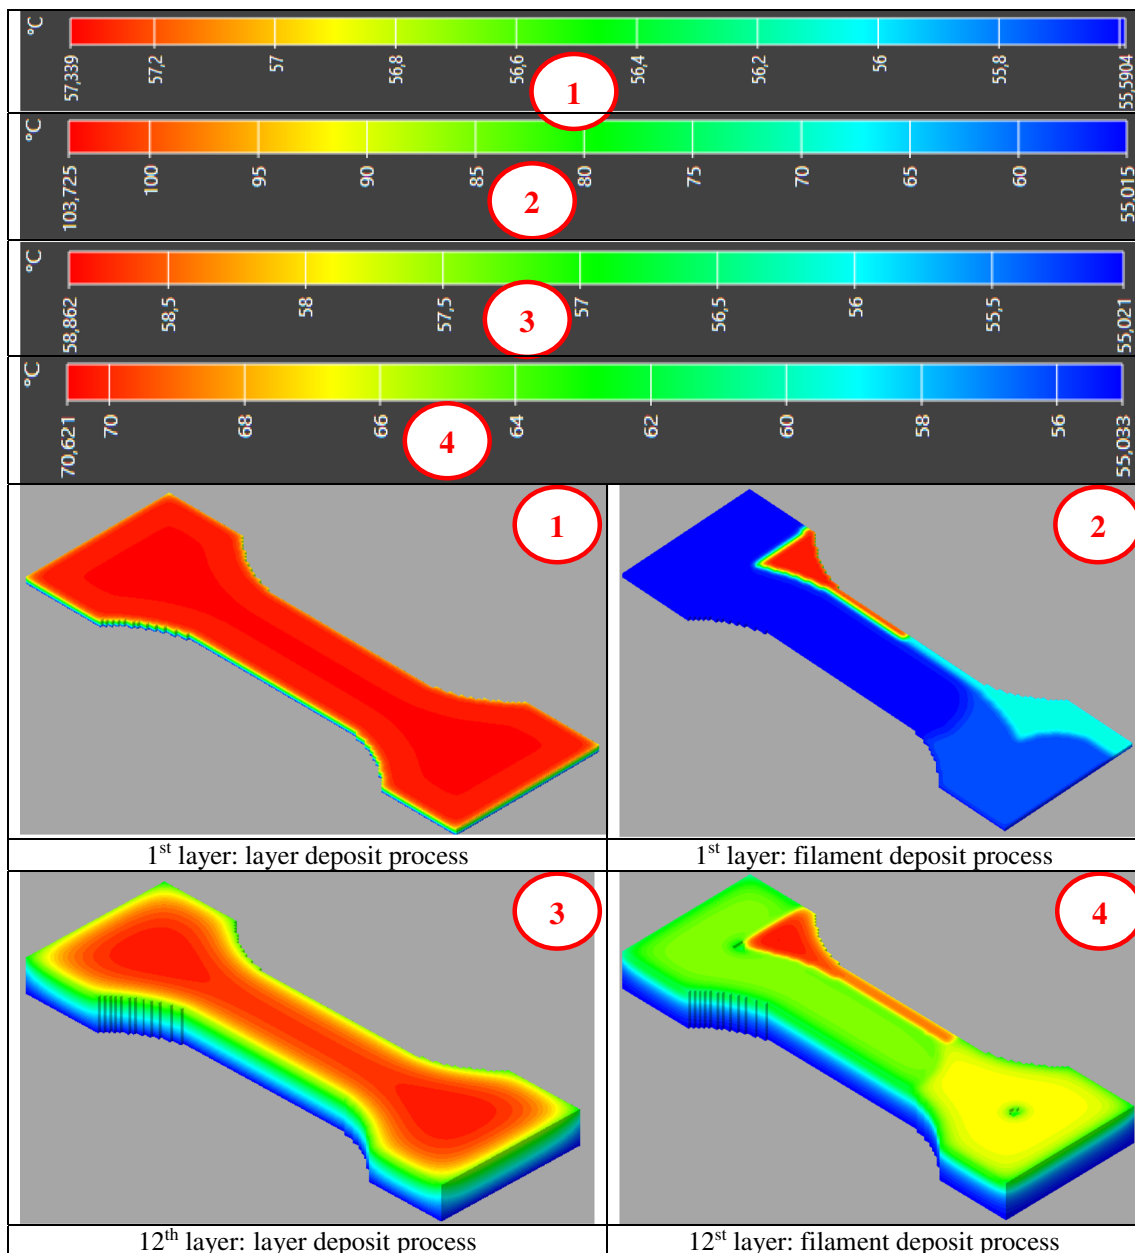 °C
57,339 57,2 57 56,8 56,6 56,4 56,2 56 55,8 55,5904
1
°C
103,725 100 95 90 85 80 75 70 65 60 55,015
2
°C
58,862 58,5 58 57,5 57 56,5 56 55,5 55,021
3
°C
70,621 70 68 66 64 62 60 58 56 55,033
4
1
2
1st layer: layer deposit process
1st layer: filament deposit process
3
4
12th layer: layer deposit process
12st layer: filament deposit process